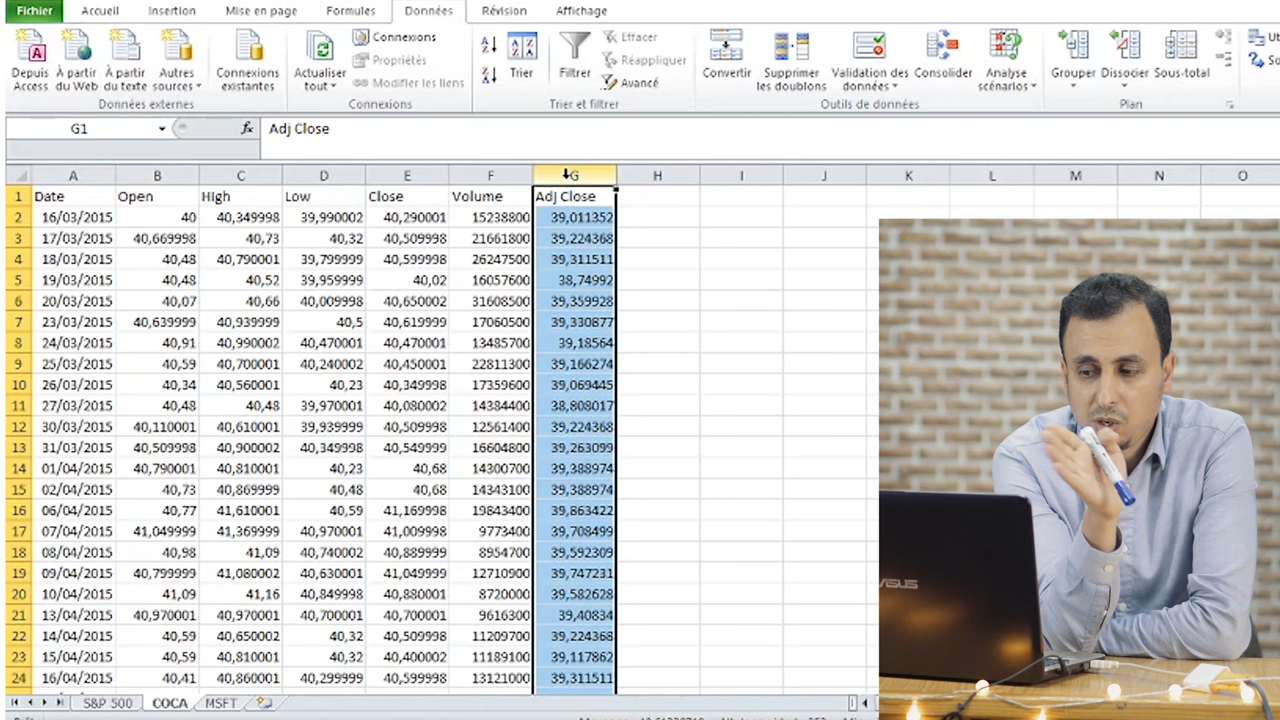 Fichier Accueil Insertion Mise en page Formules Données Révision Affichage
Depuis Access
À partir du Web
À partir du texte
Autres sources
Connexions existantes
Données externes
Actualiser tout
Connexions
Propriétés
Modifier les liens
Connexions
Trier
Filtrer
Effacer
Réappliquer
Avancé
Trier et filtrer
Convertir
Supprimer les doublons
Validation des données
Consolider
Analyse scénarios
Outils de données
Grouper
Dissocier
Sous-total
Plan
G1 fx Adj Close
A B C D E F G H I J K L M N O
1 Date Open High Low Close Volume Adj Close
2 16/03/2015 40 40,349998 39,990002 40,290001 15238800 39,011352
3 17/03/2015 40,669998 40,73 40,32 40,509998 21661800 39,224368
4 18/03/2015 40,48 40,790001 39,799999 40,599998 26247500 39,311511
5 19/03/2015 40,48 40,52 39,959999 40,02 16057600 38,74992
6 20/03/2015 40,07 40,66 40,009998 40,650002 31608500 39,359928
7 23/03/2015 40,639999 40,939999 40,5 40,619999 17060500 39,330877
8 24/03/2015 40,91 40,990002 40,470001 40,470001 13485700 39,18564
9 25/03/2015 40,59 40,700001 40,240002 40,450001 22811300 39,166274
10 26/03/2015 40,34 40,560001 40,23 40,349998 17359600 39,069445
11 27/03/2015 40,48 40,48 39,970001 40,080002 14384400 38,808017
12 30/03/2015 40,110001 40,610001 39,939999 40,509998 12561400 39,224368
13 31/03/2015 40,509998 40,900002 40,349998 40,549999 16604800 39,263099
14 01/04/2015 40,790001 40,810001 40,23 40,68 14300700 39,388974
15 02/04/2015 40,73 40,869999 40,48 40,68 14343100 39,388974
16 06/04/2015 40,77 41,610001 40,59 41,169998 19843400 39,863422
17 07/04/2015 41,049999 41,369999 40,970001 41,009998 9773400 39,708499
18 08/04/2015 40,98 41,09 40,740002 40,889999 8954700 39,592309
19 09/04/2015 40,799999 41,080002 40,630001 41,049999 12710900 39,747231
20 10/04/2015 41,09 41,16 40,849998 40,880001 9720000 39,582628
21 13/04/2015 40,970001 40,970001 40,700001 40,700001 9616300 39,40834
22 14/04/2015 40,59 40,650002 40,32 40,509998 11209700 39,224368
23 15/04/2015 40,59 40,810001 40,32 40,400002 11189100 39,117862
24 16/04/2015 40,41 40,860001 40,299999 40,599998 13121000 39,311511
S&P 500 COCA MSFT
ASUS